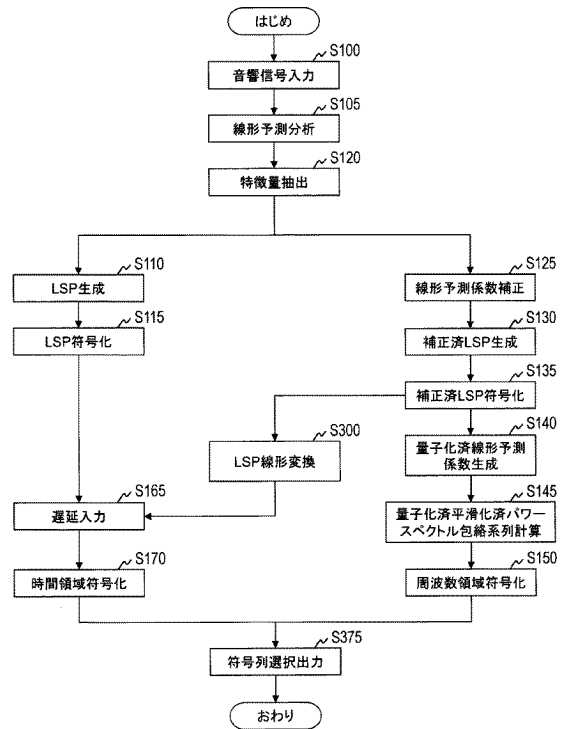 はじめ
S100
音響信号入力
S105
線形予測分析
S120
特徴量抽出
S110
LSP生成
S115
LSP符号化
S125
線形予測係数補正
S130
補正済LSP生成
S135
補正済LSP符号化
S300
LSP線形変換
S140
量子化済線形予測
係数生成
S165
遅延入力
S145
量子化済平滑化済パワー
スペクトル包絡系列計算
S170
時間領域符号化
S150
周波数領域符号化
S375
符号列選択出力
おわり